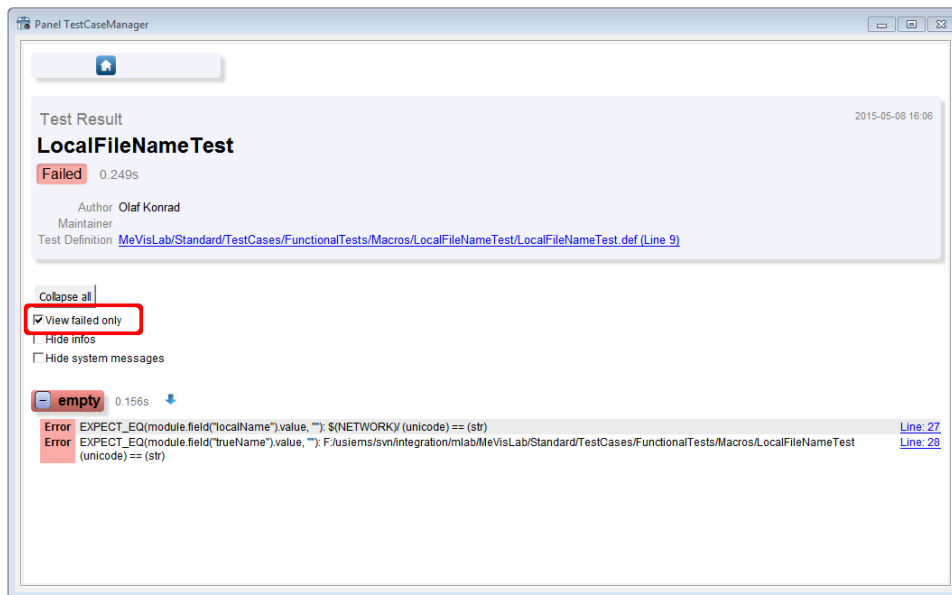 Panel TestCaseManager
Test Result
2015-05-08 16:06
LocalFileNameTest
Failed 0.249s
Author Olaf Konrad
Maintainer
Test Definition MeVisLab/Standard/TestCases/FunctionalTests/Macros/LocalFileNameTest/LocalFileNameTest.def (Line 9)
Collapse all
View failed only
Hide infos
Hide system messages
empty 0.156s
Error EXPECT_EQ(module.field("localName").value, ""): $(NETWORK)/ (unicode) == (str) Line: 27
Error EXPECT_EQ(module.field("trueName").value, ""): F:/usiems/svn/integration/mlab/MeVisLab/Standard/TestCases/FunctionalTests/Macros/LocalFileNameTest Line: 28
(unicode) == (str)